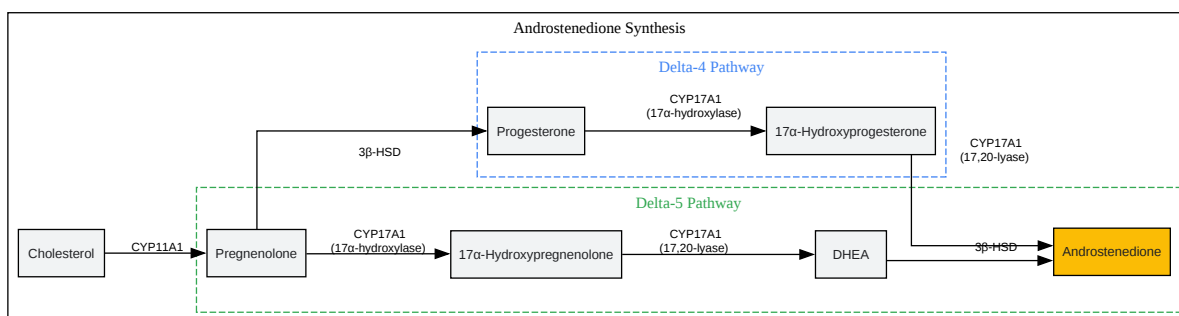 Androstenedione Synthesis
Delta-4 Pathway
CYP17A1
(17α-hydroxylase)
Progesterone
17α-Hydroxyprogesterone
3β-HSD
CYP17A1
(17,20-lyase)
Delta-5 Pathway
Cholesterol
CYP11A1
Pregnenolone
CYP17A1
(17α-hydroxylase)
17α-Hydroxypregnenolone
CYP17A1
(17,20-lyase)
DHEA
3β-HSD
Androstenedione